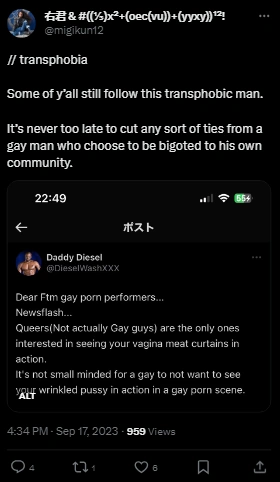 右君 & #((⅓)x²+(oec(vu))+(yyxy))¹²!
@migikun12
// transphobia
Some of y’all still follow this transphobic man.
It’s never too late to cut any sort of ties from a
gay man who choose to be bigoted to his own
community.
22:49
55
ポスト
Daddy Diesel
@DieselWashXXX
Dear Ftm gay porn performers...
Newsflash...
Queers(Not actually Gay guys) are the only ones
interested in seeing your vagina meat curtains in
action.
It's not small minded for a gay to not want to see
your wrinkled pussy in action in a gay porn scene.
ALT
4:34 PM · Sep 17, 2023 · 959 Views
4
1
6